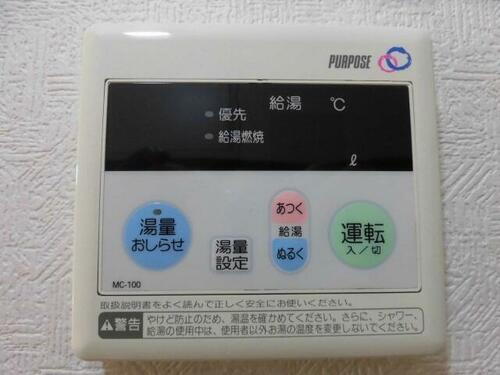 PURPOSE
給湯 ℃
優先
給湯燃焼
ℓ
湯量
おしらせ
湯量
設定
あつく
給湯
ぬるく
運転
入／切
MC-100
取扱説明書をよく読んで正しく安全にお使いください。
警告
やけど防止のため、湯温を確かめてください。さらに、シャワー、
給湯の使用中は、使用者以外お湯の温度を変更しないでください。